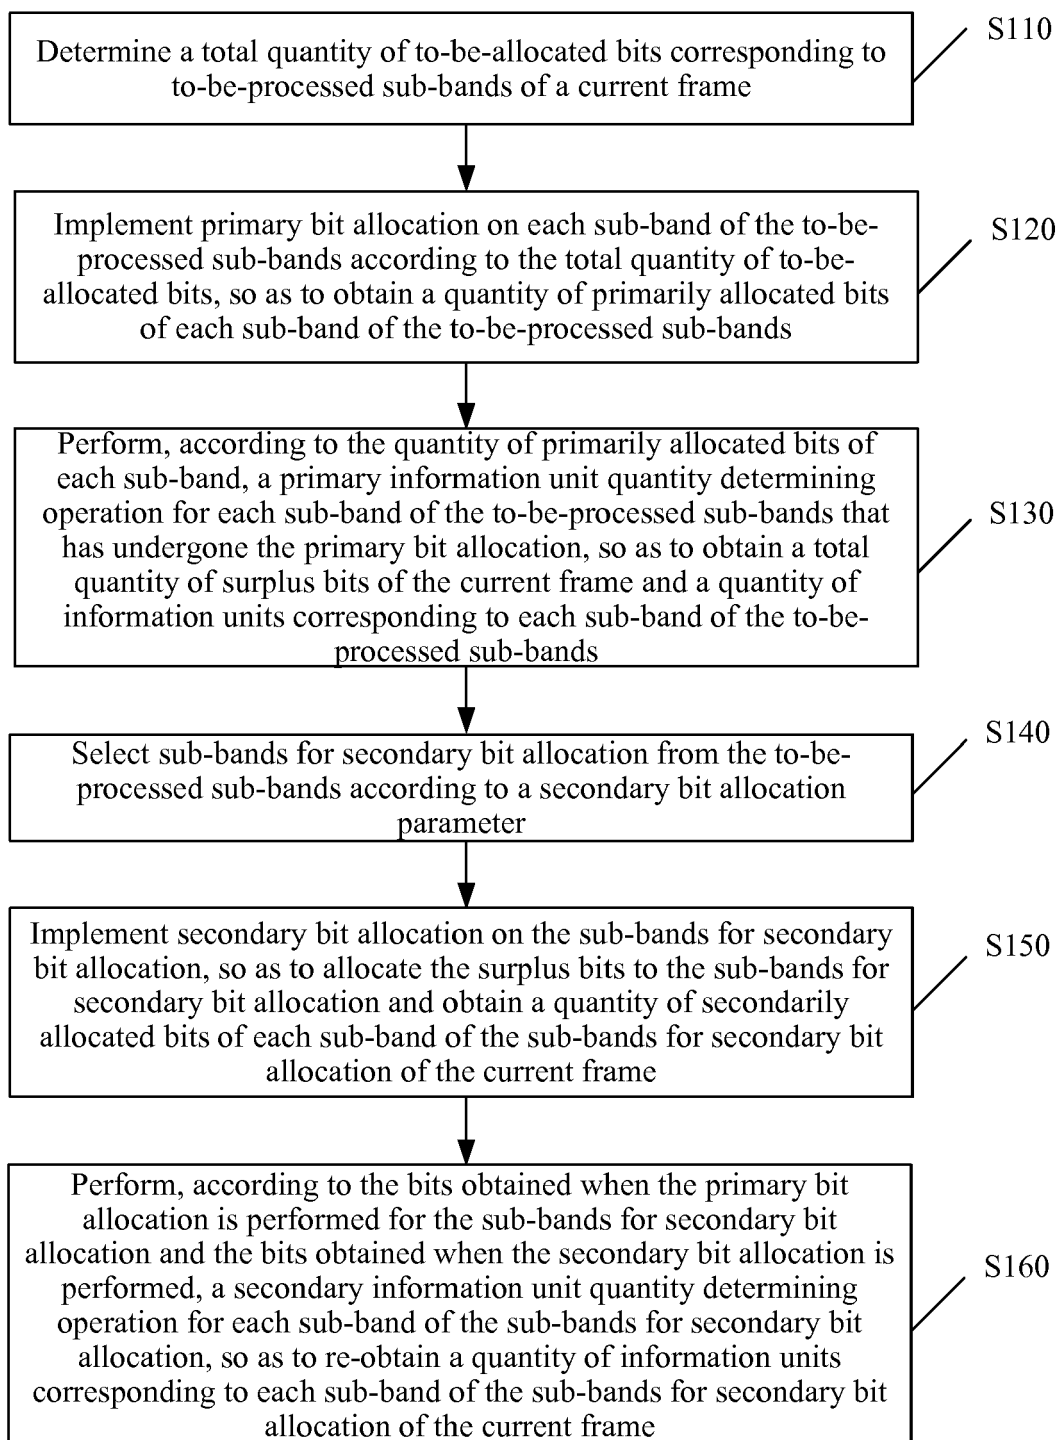 Determine a total quantity of to-be-allocated bits corresponding to
to-be-processed sub-bands of a current frame
S110
Implement primary bit allocation on each sub-band of the to-be-
processed sub-bands according to the total quantity of to-be-
allocated bits, so as to obtain a quantity of primarily allocated bits
of each sub-band of the to-be-processed sub-bands
S120
Perform, according to the quantity of primarily allocated bits of
each sub-band, a primary information unit quantity determining
operation for each sub-band of the to-be-processed sub-bands that
has undergone the primary bit allocation, so as to obtain a total
quantity of surplus bits of the current frame and a quantity of
information units corresponding to each sub-band of the to-be-
processed sub-bands
S130
Select sub-bands for secondary bit allocation from the to-be-
processed sub-bands according to a secondary bit allocation
parameter
S140
Implement secondary bit allocation on the sub-bands for secondary
bit allocation, so as to allocate the surplus bits to the sub-bands for
secondary bit allocation and obtain a quantity of secondarily
allocated bits of each sub-band of the sub-bands for secondary bit
allocation of the current frame
S150
Perform, according to the bits obtained when the primary bit
allocation is performed for the sub-bands for secondary bit
allocation and the bits obtained when the secondary bit allocation is
performed, a secondary information unit quantity determining
operation for each sub-band of the sub-bands for secondary bit
allocation, so as to re-obtain a quantity of information units
corresponding to each sub-band of the sub-bands for secondary bit
allocation of the current frame
S160